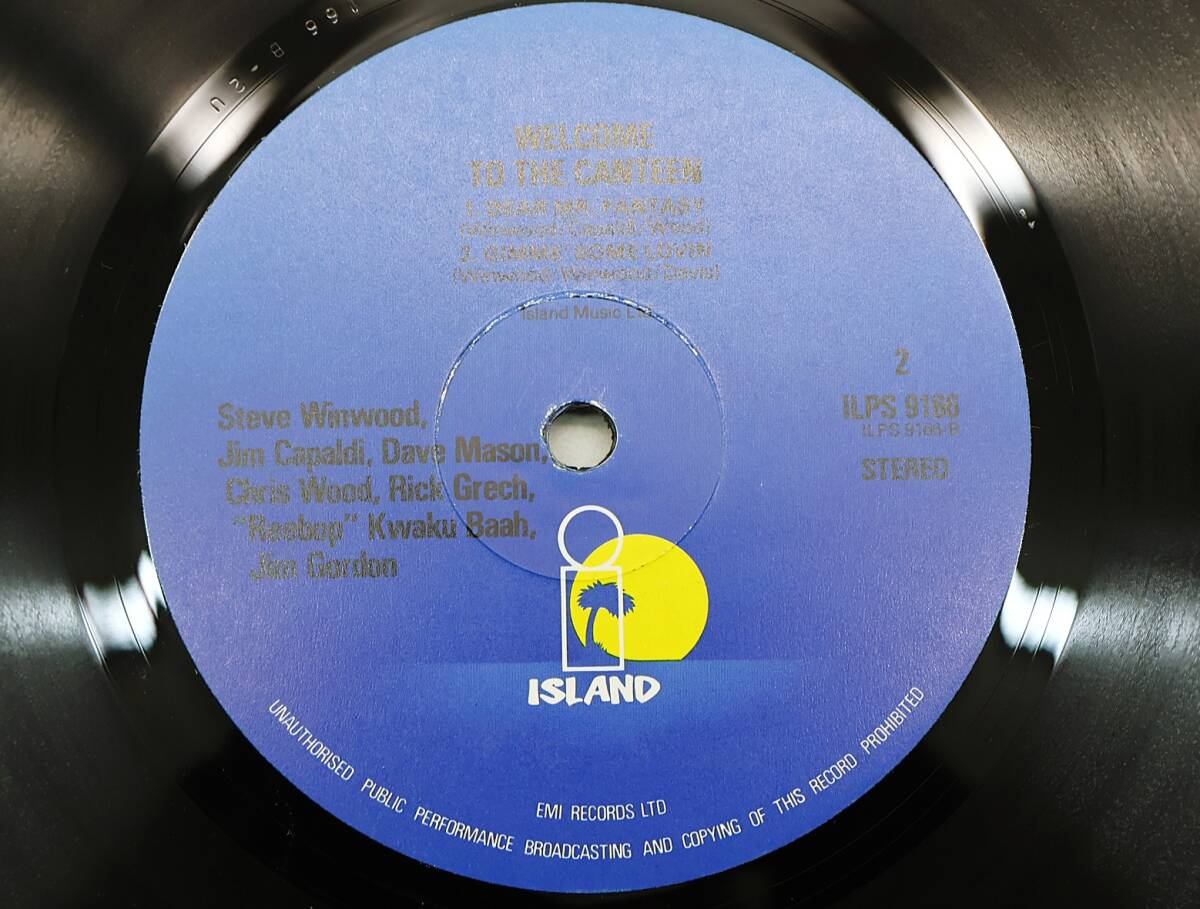 166 B-2U
WELCOME
TO THE CANTEEN
1. DEAR MR. FANTASY
(Winwood/Capaldi/Wood)
2. GIMME' SOME LOVIN
(Winwood/Winwood/Davis)
Island Music Ltd
2
ILPS 9166
ILPS 9166-B
STEREO
Steve Winwood,
Jim Capaldi, Dave Mason,
Chris Wood, Rick Grech,
"Reebop" Kwaku Baah,
Jim Gordon
i
ISLAND
EMI RECORDS LTD
UNAUTHORISED PUBLIC PERFORMANCE BROADCASTING AND COPYING OF THIS RECORD PROHIBITED